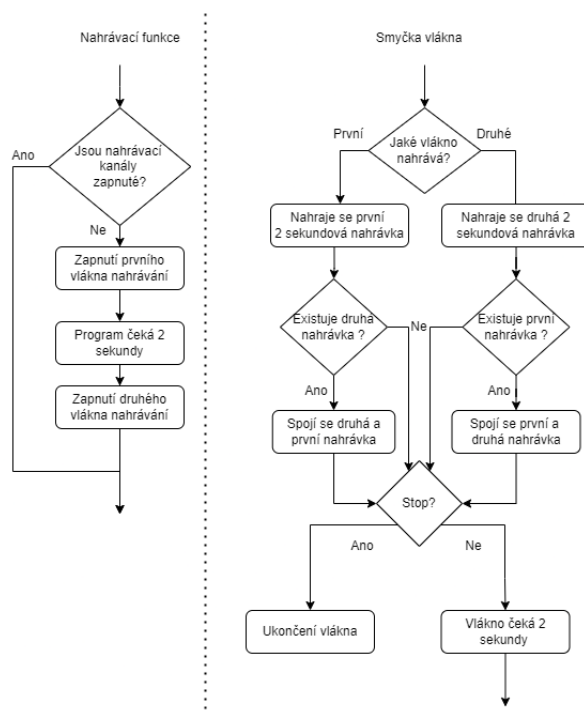 Nahrávací funkce
Jsou nahrávací
kanály
zapnuté?
Ano
Ne
Zapnutí prvního
vlákna nahrávání
Program čeká 2
sekundy
Zapnutí druhého
vlákna nahrávání
Smyčka vlákna
Jaké vlákno
nahrává?
První
Druhé
Nahraje se první
2 sekundová nahrávka
Nahraje se druhá 2
sekundová nahrávka
Existuje druhá
nahrávka ?
Ne
Existuje první
nahrávka ?
Ano
Ano
Spojí se druhá a
první nahrávka
Spojí se první a
druhá nahrávka
Stop?
Ano
Ne
Ukončení vlákna
Vlákno čeká 2
sekundy